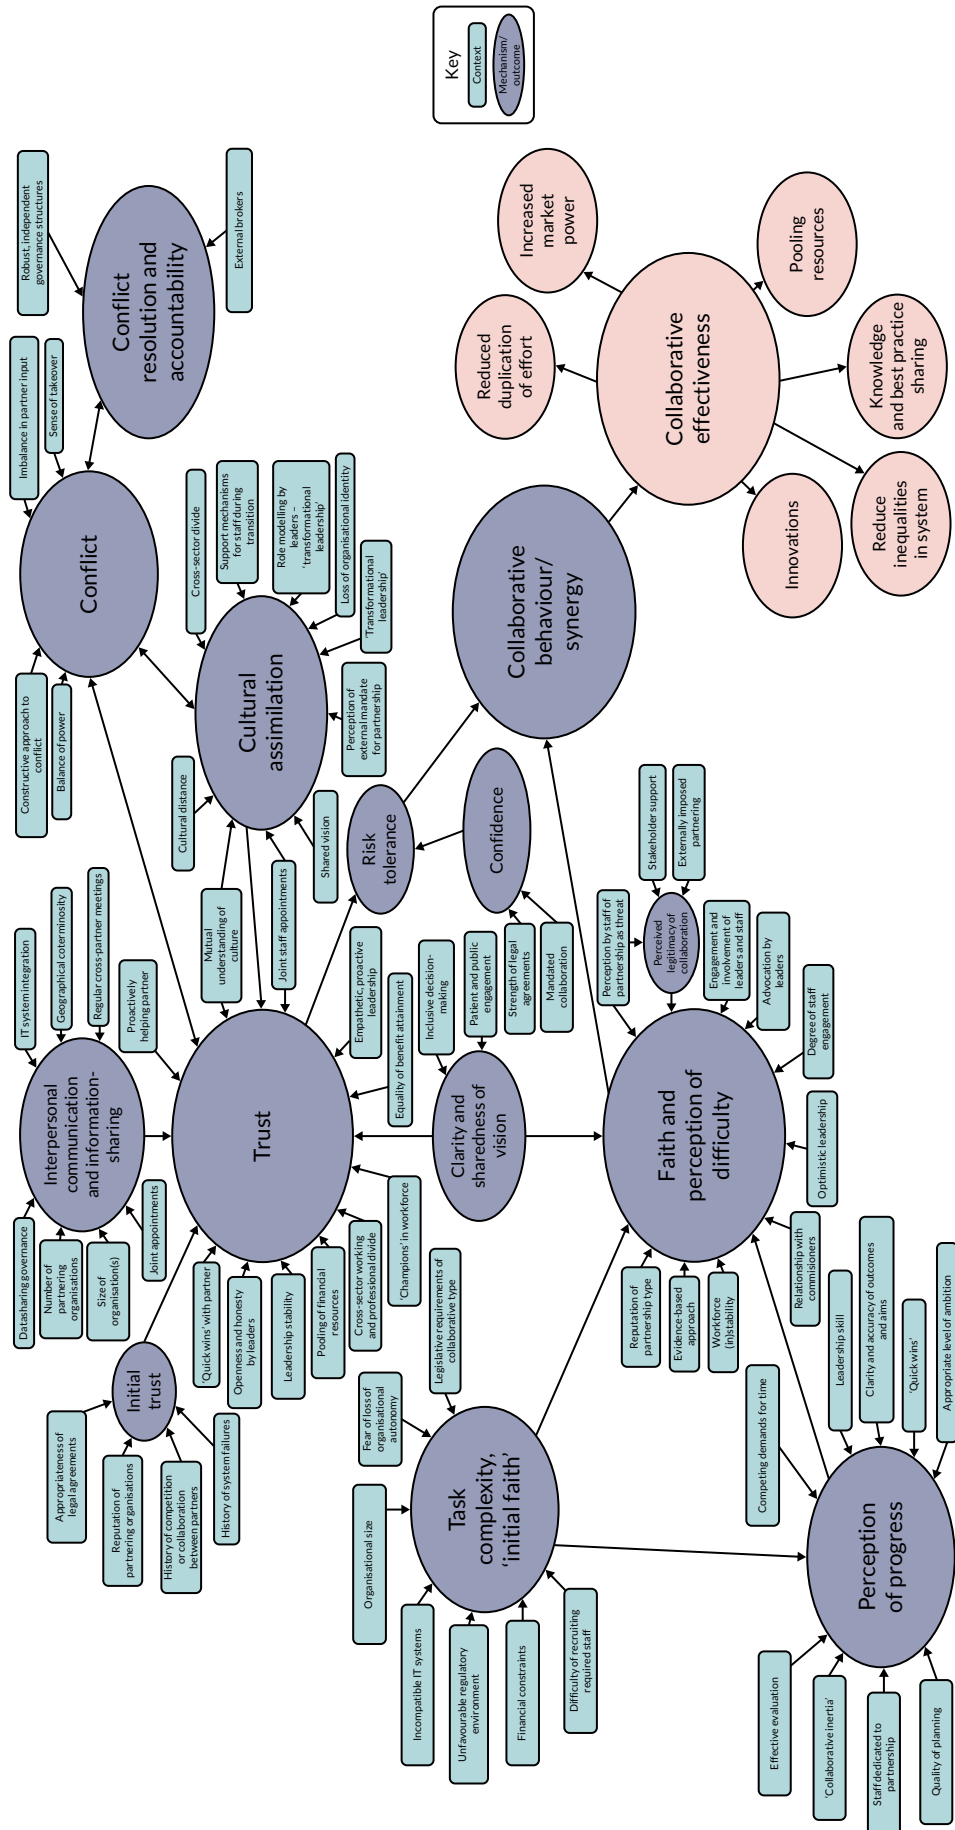 Key
Context
Mechanism/
outcome
Robust, independent
governance structures
Conflict
resolution and
accountability
External brokers
Imbalance in partner input
Sense of takeover
Conflict
Constructive approach to
conflict
Balance of power
Cross-sector divide
Support mechanisms
for staff during
transition
Role modelling by
leaders –
‘transformational
leadership’
Loss of organisational identity
‘Transformational
leadership’
Perception of
external mandate
for partnership
Cultural
assimilation
Cultural distance
Mutual
understanding of
culture
Joint staff appointments
Shared vision
IT system integration
Geographical coterminosity
Regular cross-partner meetings
Proactively
helping partner
Interpersonal
communication
and information-
sharing
Datasharing governance
Number of
partnering
organisations
Size of
organisation(s)
Joint appointments
Initial
trust
Appropriateness of
legal agreements
Reputation of
partnering organisations
History of competition
or collaboration
between partners
History of system failures
Trust
Empathetic, proactive
leadership
Equality of benefit attainment
‘Quick wins’ with partner
Openness and honesty
by leaders
Leadership stability
Pooling of financial
resources
Cross-sector working
and professional divide
‘Champions’ in workforce
Risk
tolerance
Confidence
Strength of legal
agreements
Mandated
collaboration
Inclusive decision-
making
Patient and public
engagement
Clarity and
sharedness of
vision
Collaborative
behaviour/
synergy
Collaborative
effectiveness
Reduced
duplication
of effort
Increased
market
power
Pooling
resources
Knowledge
and best practice
sharing
Reduce
inequalities
in system
Innovations
Stakeholder support
Externally imposed
partnering
Perceived
legitimacy of
collaboration
Perception by staff of
partnership as threat
Engagement and
involvement of
leaders and staff
Advocation by
leaders
Degree of staff
engagement
Optimistic leadership
Faith and
perception of
difficulty
Reputation of
partnership type
Evidence-based
approach
Workforce
(in)stability
Relationship with
commisioners
Legislative requirements of
collaborative type
Fear of loss of
organisational
autonomy
Organisational size
Task
complexity,
‘initial faith’
Incompatible IT systems
Unfavourable regulatory
environment
Financial constraints
Difficulty of recruiting
required staff
Competing demands for time
Leadership skill
Clarity and accuracy of outcomes
and aims
‘Quick wins’
Appropriate level of ambition
Perception
of progress
Effective evaluation
‘Collaborative inertia’
Staff dedicated to
partnership
Quality of planning